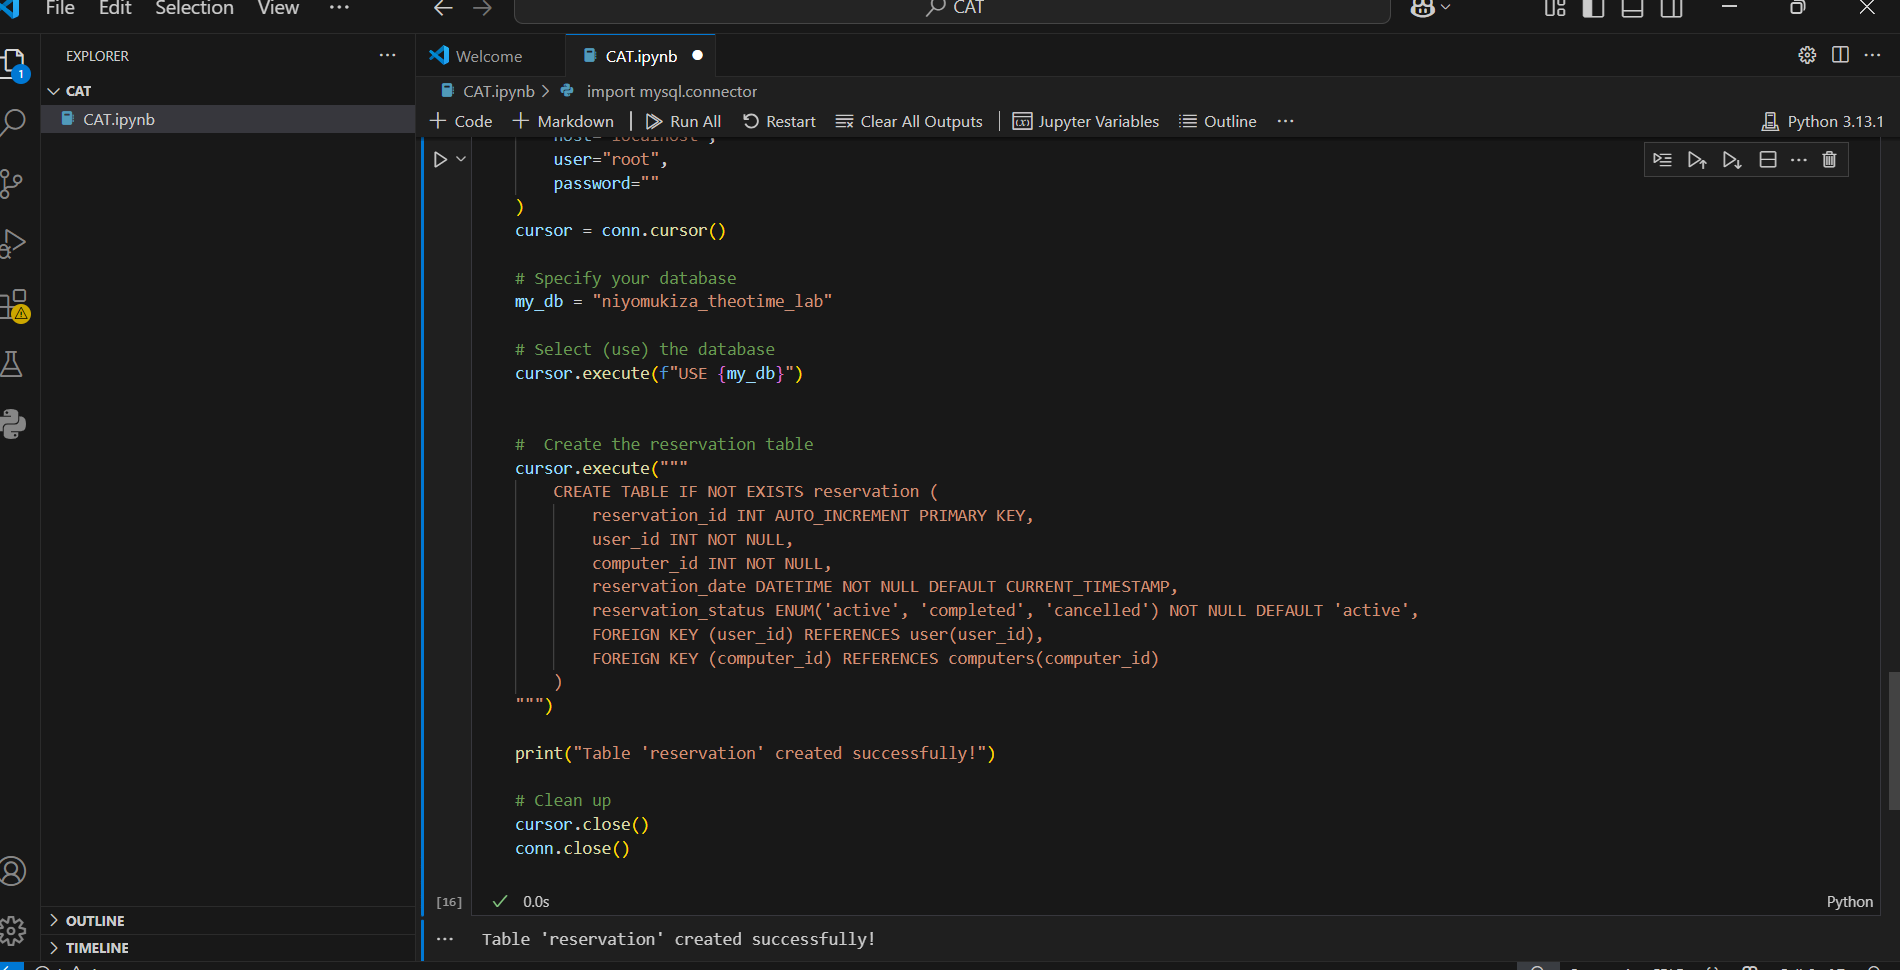 File Edit Selection View ···
CAT
EXPLORER ···
Welcome
CAT.ipynb
1
CAT
CAT.ipynb
CAT.ipynb > import mysql.connector
+ Code + Markdown | Run All Restart Clear All Outputs | Jupyter Variables Outline ···
Python 3.13.1
host="localhost",
user="root",
password=""
)
cursor = conn.cursor()
# Specify your database
my_db = "niyomukiza_theotime_lab"
# Select (use) the database
cursor.execute(f"USE {my_db}")
#  Create the reservation table
cursor.execute("""
CREATE TABLE IF NOT EXISTS reservation (
reservation_id INT AUTO_INCREMENT PRIMARY KEY,
user_id INT NOT NULL,
computer_id INT NOT NULL,
reservation_date DATETIME NOT NULL DEFAULT CURRENT_TIMESTAMP,
reservation_status ENUM('active', 'completed', 'cancelled') NOT NULL DEFAULT 'active',
FOREIGN KEY (user_id) REFERENCES user(user_id),
FOREIGN KEY (computer_id) REFERENCES computers(computer_id)
)
""")
print("Table 'reservation' created successfully!")
# Clean up
cursor.close()
conn.close()
[16] 0.0s
Python
OUTLINE
TIMELINE
··· Table 'reservation' created successfully!